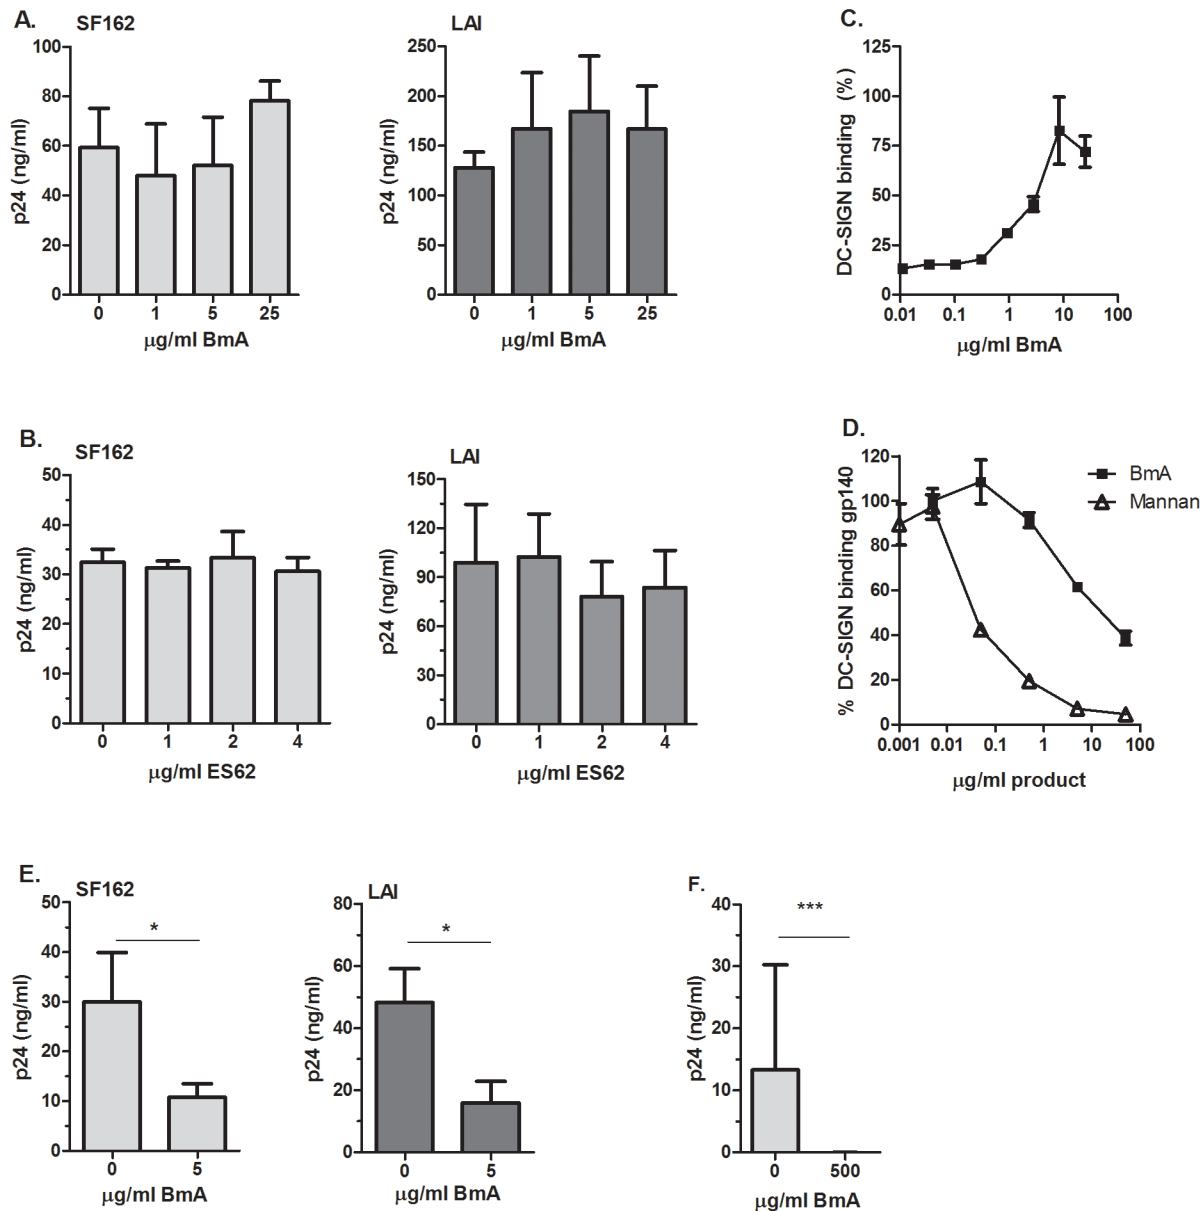 A.
SF162
p24 (ng/ml)
100
80
60
40
20
0
0 1 5 25
μg/ml BmA
LAI
p24 (ng/ml)
250
200
150
100
50
0
0 1 5 25
μg/ml BmA
C.
DC-SIGN binding (%)
125
100
75
50
25
0
0.01 0.1 1 10 100
μg/ml BmA
B.
SF162
p24 (ng/ml)
50
40
30
20
10
0
0 1 2 4
μg/ml ES62
LAI
p24 (ng/ml)
150
120
90
60
30
0
0 1 2 4
μg/ml ES62
D.
% DC-SIGN binding gp140
120
100
80
60
40
20
0
0.001 0.01 0.1 1 10 100
μg/ml product
BmA
Mannan
E.
SF162
p24 (ng/ml)
50
40
30
20
10
0
*
0 5
μg/ml BmA
LAI
p24 (ng/ml)
80
60
40
20
0
*
0 5
μg/ml BmA
F.
p24 (ng/ml)
40
30
20
10
0
***
0 500
μg/ml BmA